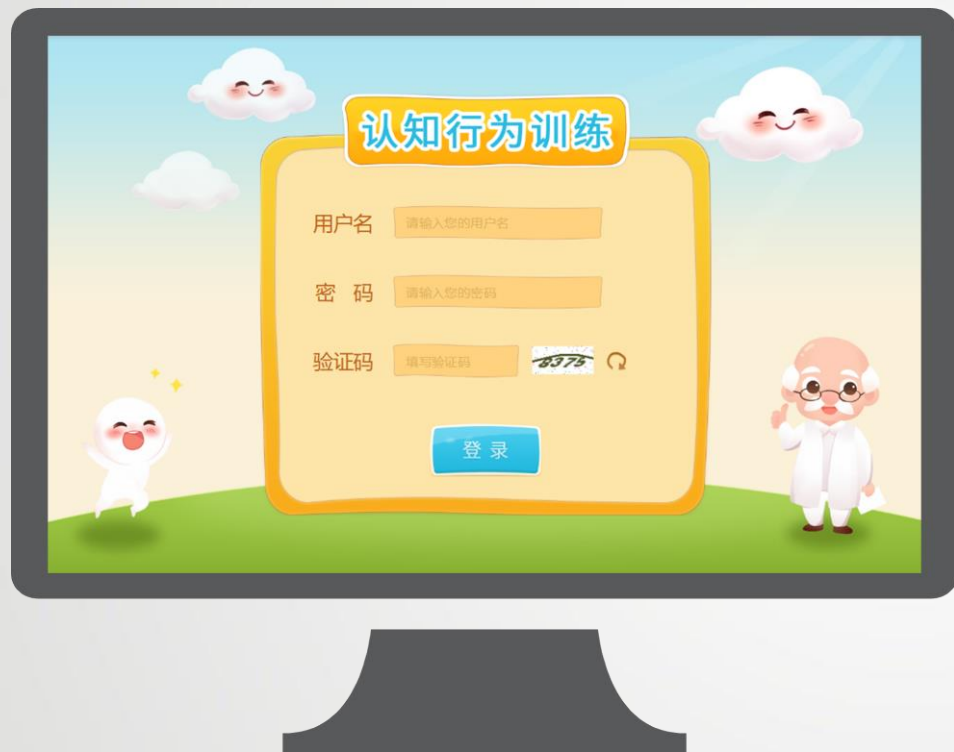 认知行为训练
用户名 请输入您的用户名
密 码 请输入您的密码
验证码 填写验证码 8375
登 录